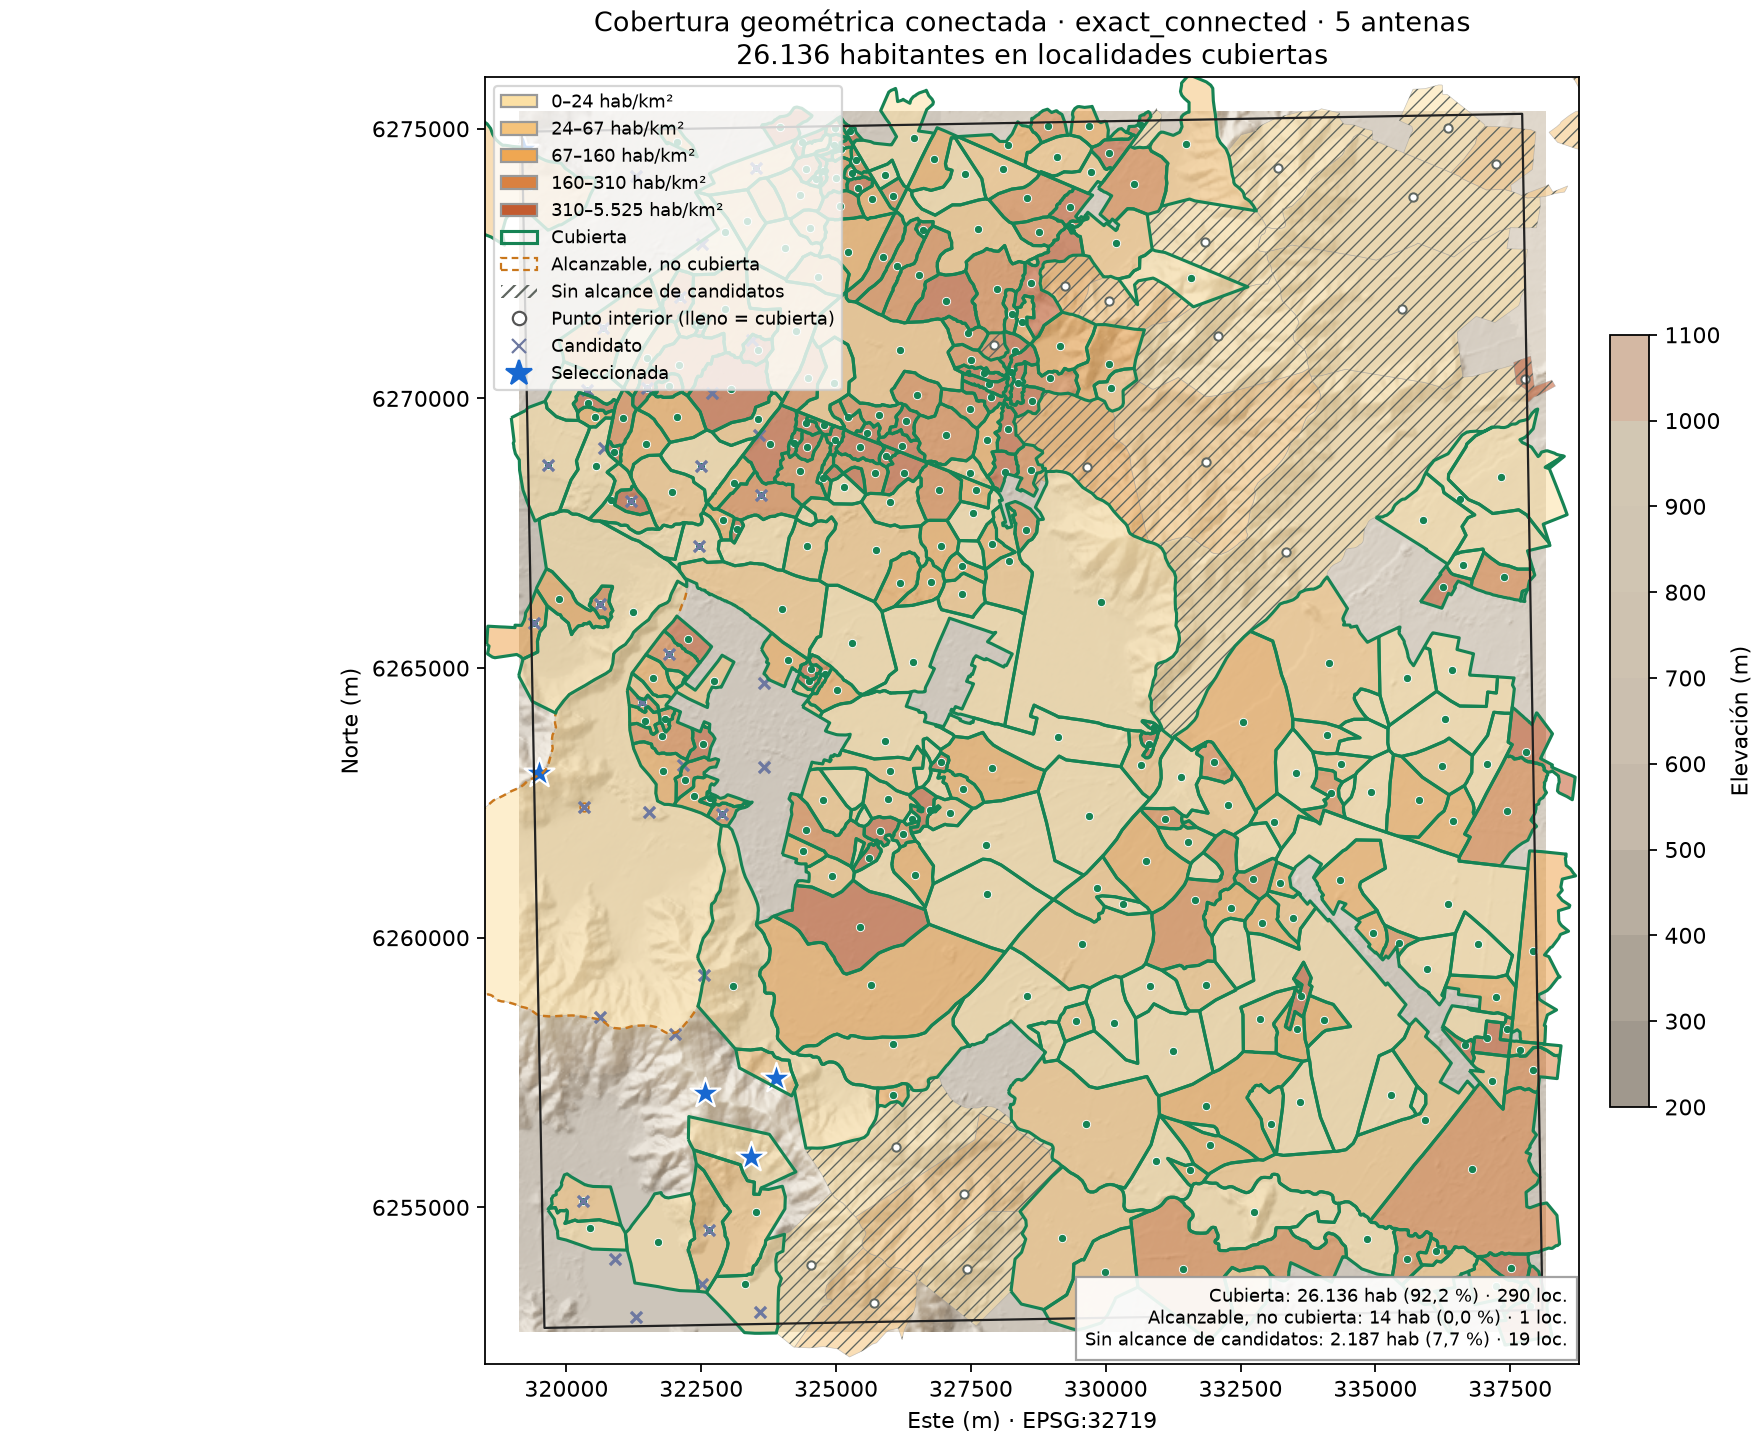 Cobertura geométrica conectada · exact_connected · 5 antenas
26.136 habitantes en localidades cubiertas
0–24 hab/km²
24–67 hab/km²
67–160 hab/km²
160–310 hab/km²
310–5.525 hab/km²
Cubierta
Alcanzable, no cubierta
Sin alcance de candidatos
Punto interior (lleno = cubierta)
Candidato
Seleccionada
6275000
6270000
6265000
6260000
6255000
Norte (m)
320000
322500
325000
327500
330000
332500
335000
337500
Este (m) · EPSG:32719
Cubierta: 26.136 hab (92,2 %) · 290 loc.
Alcanzable, no cubierta: 14 hab (0,0 %) · 1 loc.
Sin alcance de candidatos: 2.187 hab (7,7 %) · 19 loc.
1100
1000
900
800
700
600
500
400
300
200
Elevación (m)